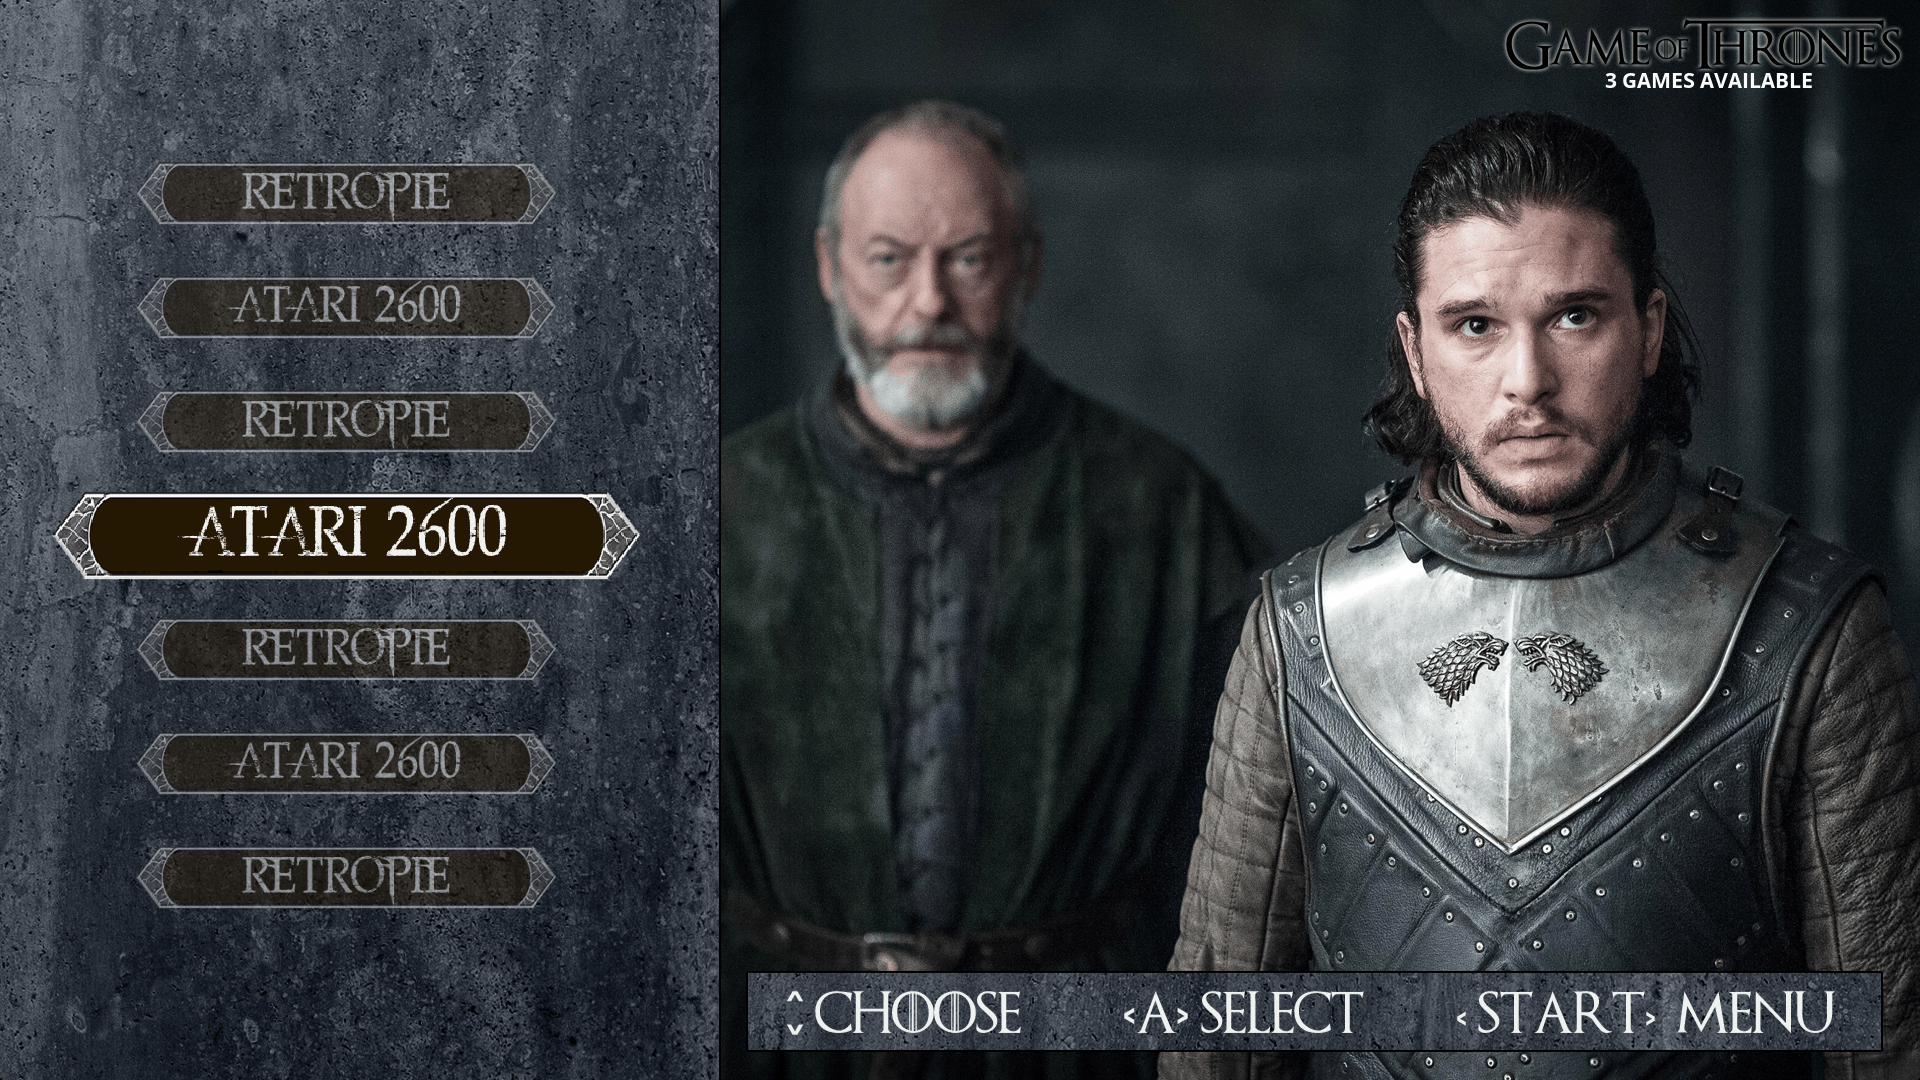 GAME OF THRONES
3 GAMES AVAILABLE
RETROPIE
ATARI 2600
RETROPIE
ATARI 2600
RETROPIE
ATARI 2600
RETROPIE
CHOOSE <A> SELECT <START> MENU